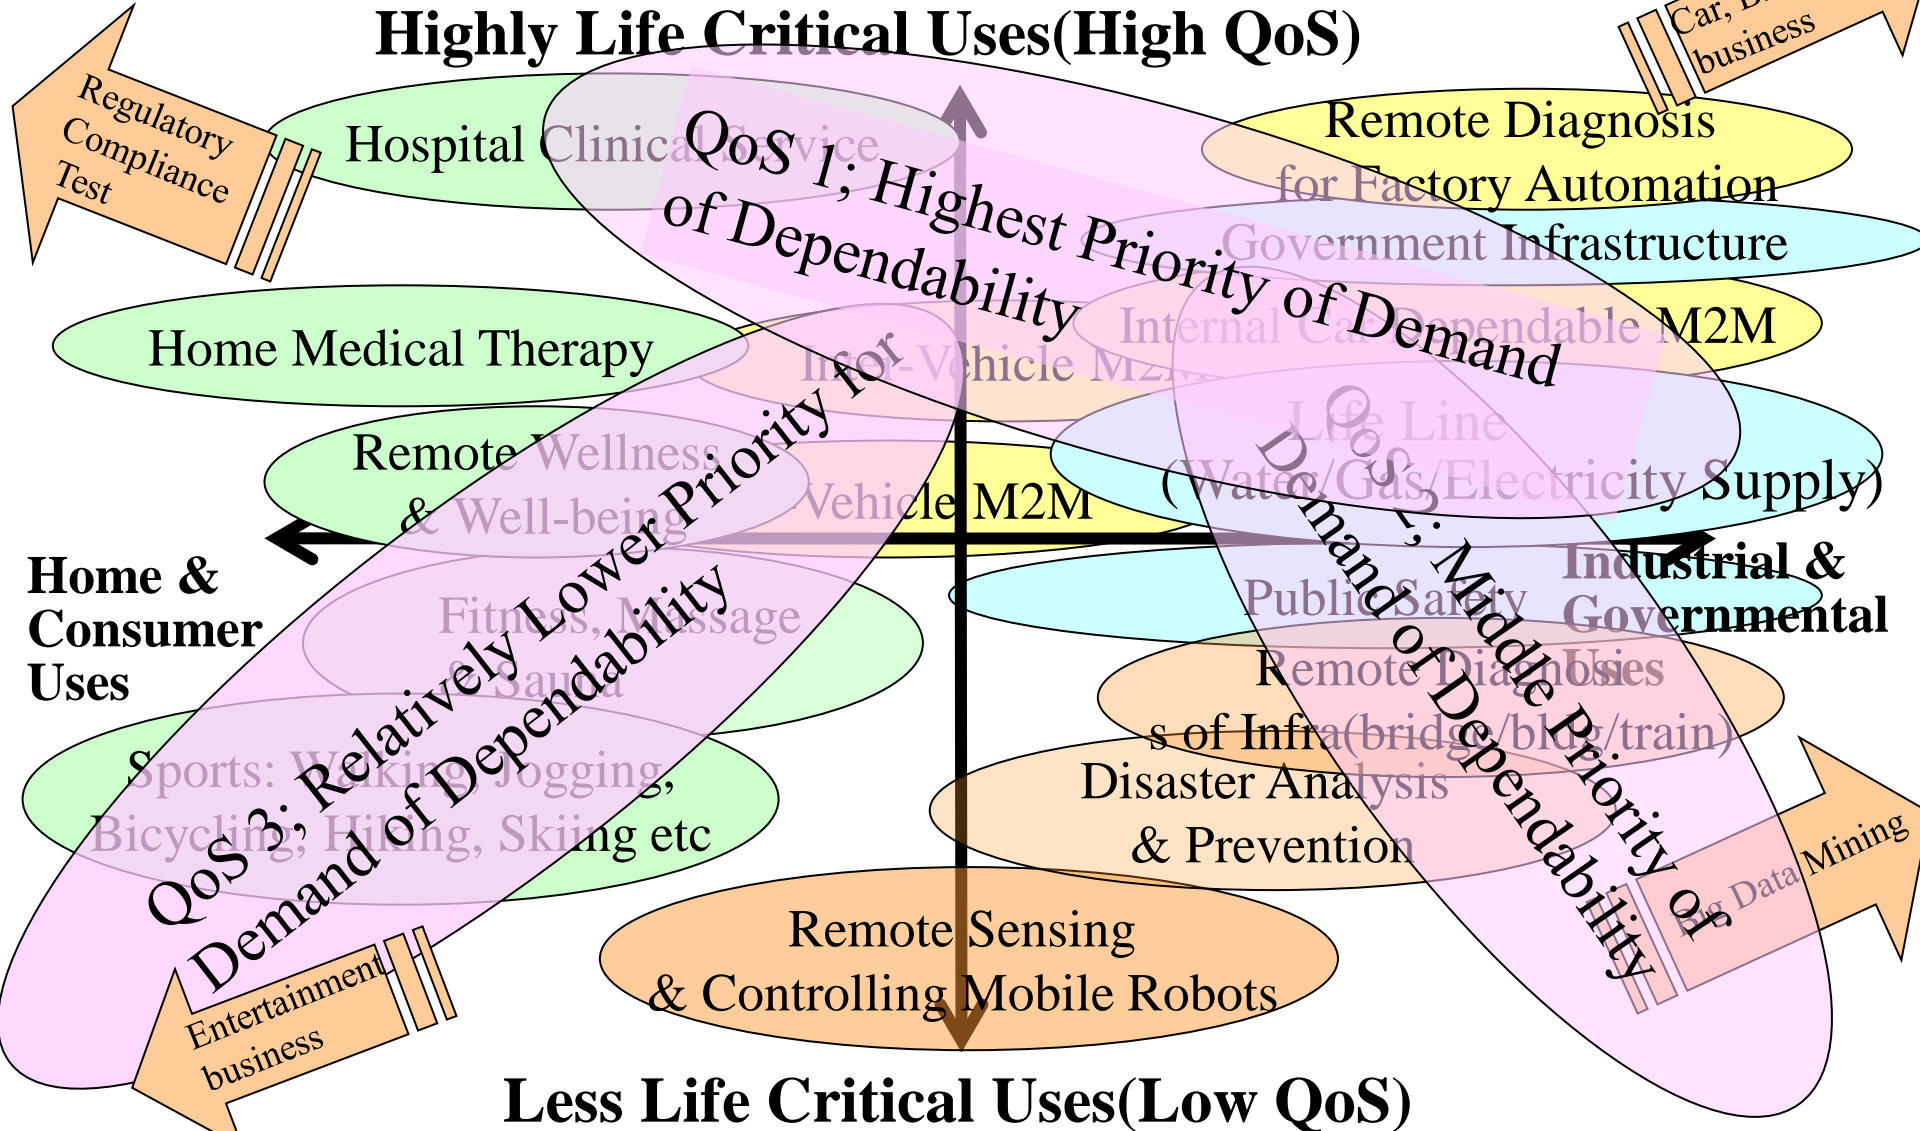 Highly Life Critical Uses(High QoS)
Car,
business
Regulatory
Compliance
Test
Hospital Clinical Service
QoS 1; Highest Priority of Demand
of Dependability
Remote Diagnosis
for Factory Automation
Government Infrastructure
Internal Car Dependable M2M
Inter-Vehicle M2M
Home Medical Therapy
Life Line
(Water/Gas/Electricity Supply)
Remote Wellness
& Well-being
-Vehicle M2M
Home &
Consumer
Uses
Industrial &
Governmental
Uses
QoS 3; Relatively Lower Priority for
Demand of Dependability
QoS 2; Middle Priority of
Demand of Dependability
Fitness, Massage
& Sauna
Public Safety
Remote Diagnosi
s of Infra(bridge/bldg/train)
Sports: Walking, Jogging,
Bicycling, Hiking, Skiing etc
Disaster Analysis
& Prevention
Big Data Mining
Remote Sensing
& Controlling Mobile Robots
Entertainment
business
Less Life Critical Uses(Low QoS)